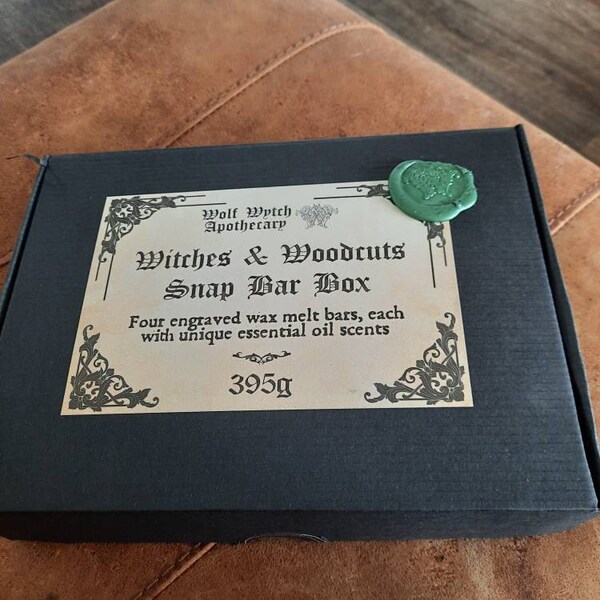 Wolf Wytch
Apothecary
Witches & Woodcuts
Snap Bar Box
Four engraved wax melt bars, each
with unique essential oil scents
395g